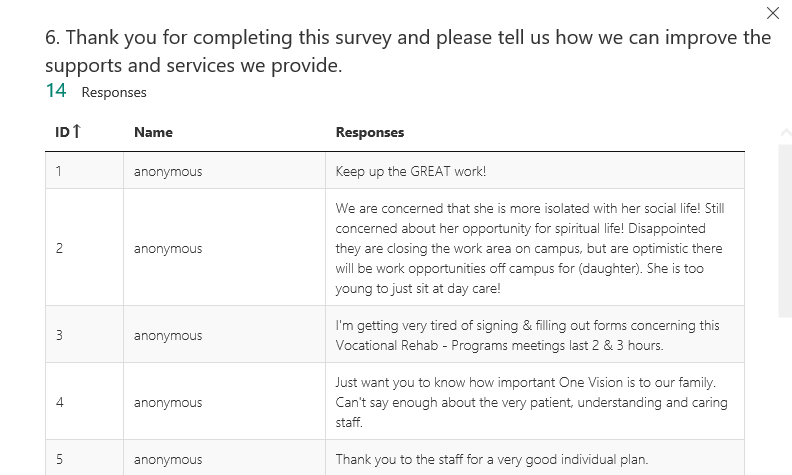 6. Thank you for completing this survey and please tell us how we can improve the
supports and services we provide.
14 Responses
ID↑ Name Responses
1 anonymous Keep up the GREAT work!
We are concerned that she is more isolated with her social life! Still
concerned about her opportunity for spiritual life! Disappointed
2 anonymous they are closing the work area on campus, but are optimistic there
will be work opportunities off campus for (daughter). She is too
young to just sit at day care!
3 anonymous I'm getting very tired of signing & filling out forms concerning this
Vocational Rehab - Programs meetings last 2 & 3 hours.
Just want you to know how important One Vision is to our family.
4 anonymous Can't say enough about the very patient, understanding and caring
staff.
5 anonymous Thank you to the staff for a very good individual plan.